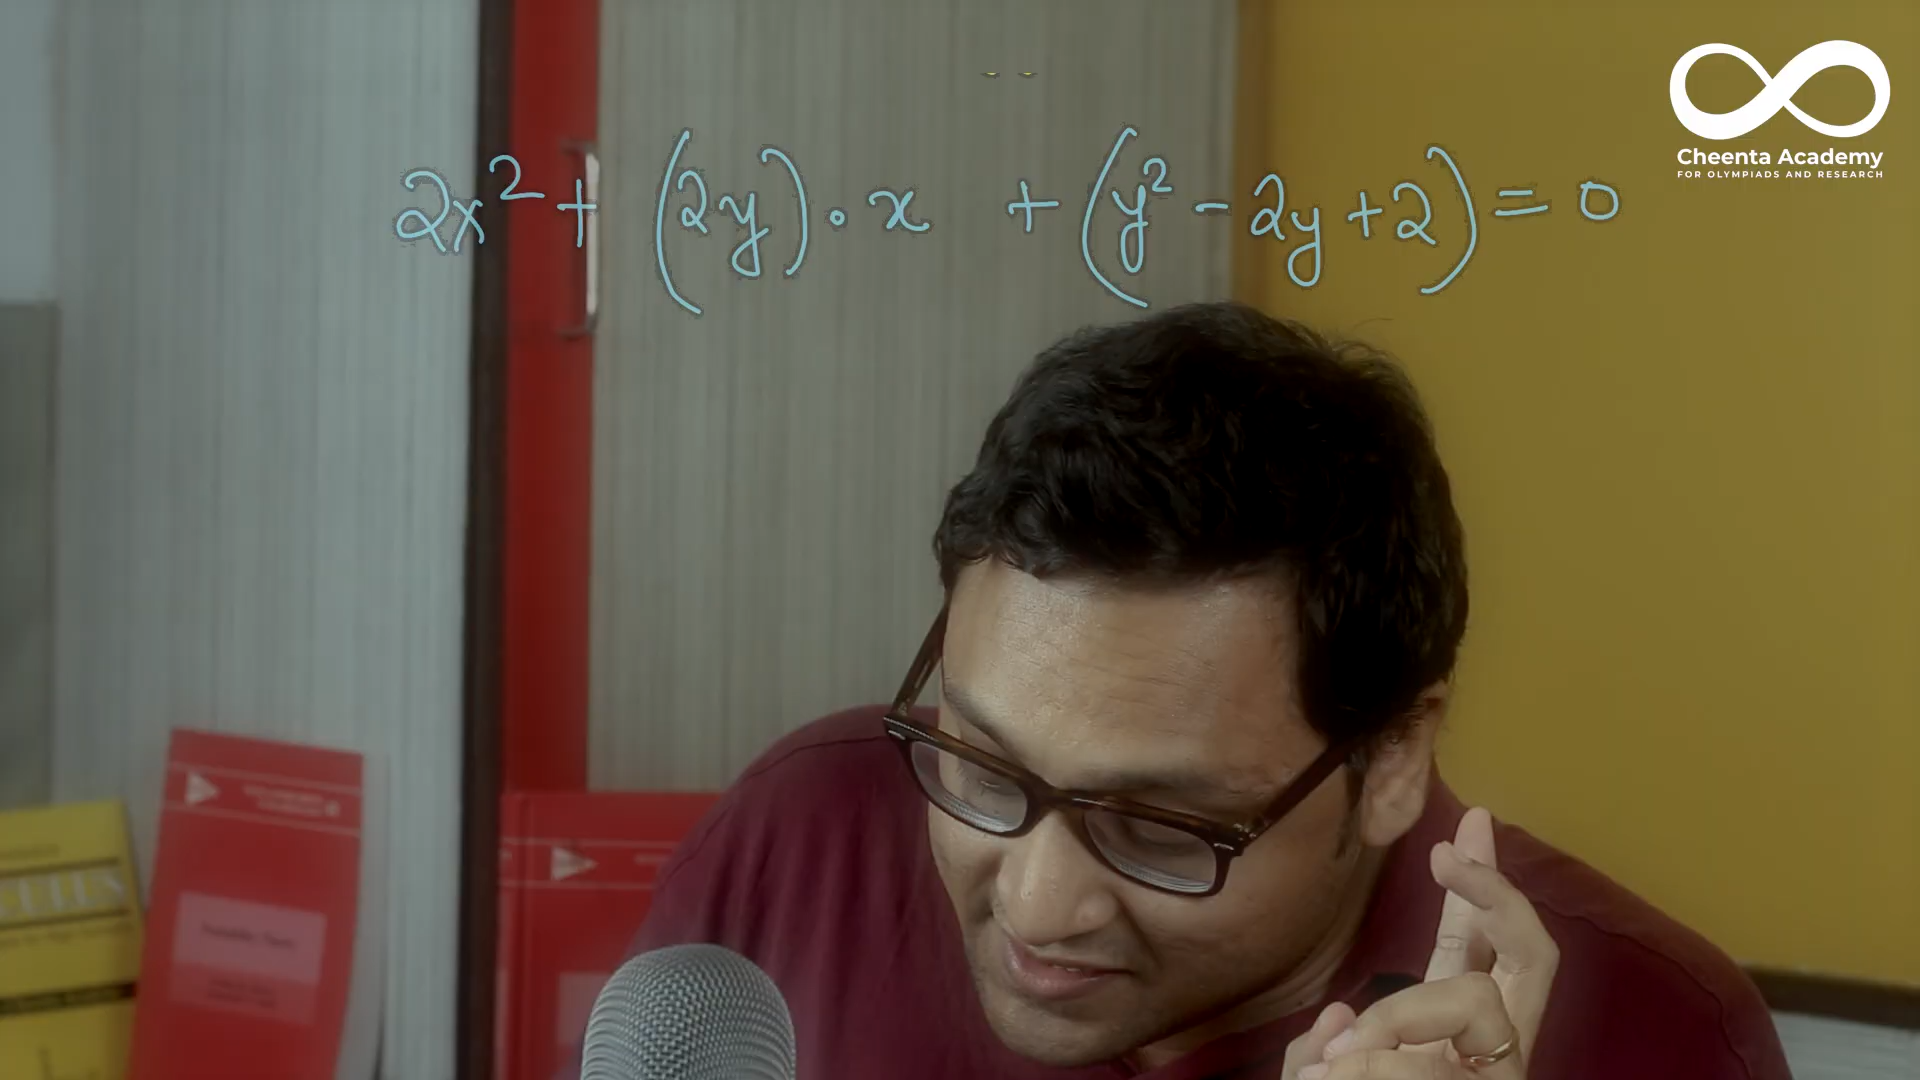 2x² + (2y) · x + (y² - 2y + 2) = 0
Cheenta Academy
FOR OLYMPIADS AND RESEARCH